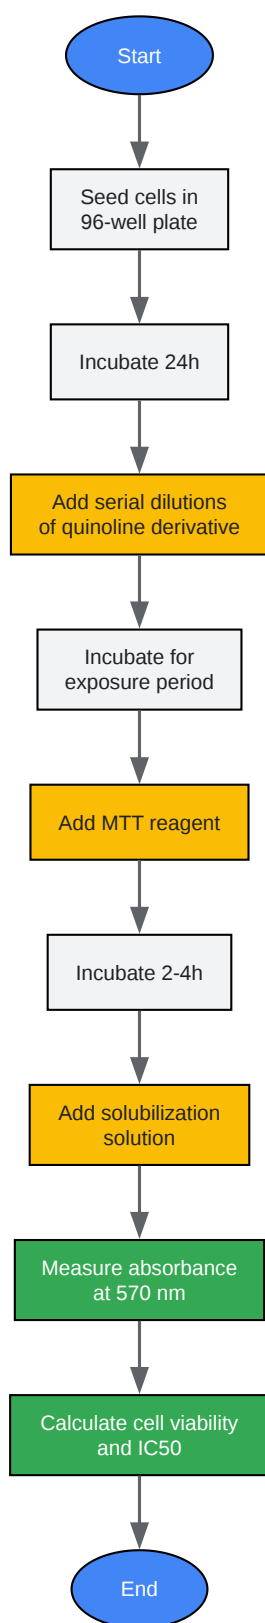 Start
Seed cells in
96-well plate
Incubate 24h
Add serial dilutions
of quinoline derivative
Incubate for
exposure period
Add MTT reagent
Incubate 2-4h
Add solubilization
solution
Measure absorbance
at 570 nm
Calculate cell viability
and IC50
End